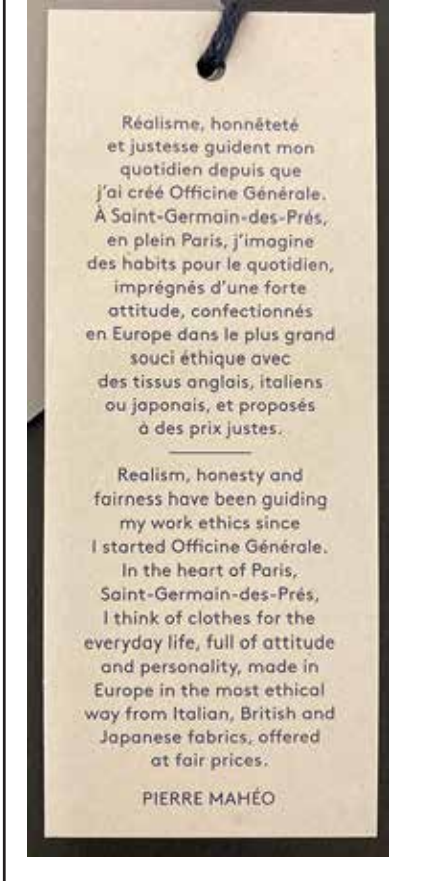 Réalisme, honnêteté
et justesse guident mon
quotidien depuis que
j'ai créé Officine Générale.
À Saint-Germain-des-Prés,
en plein Paris, j'imagine
des habits pour le quotidien,
imprégnés d'une forte
attitude, confectionnés
en Europe dans le plus grand
souci éthique avec
des tissus anglais, italiens
ou japonais, et proposés
à des prix justes.
Realism, honesty and
fairness have been guiding
my work ethics since
I started Officine Générale.
In the heart of Paris,
Saint-Germain-des-Prés,
I think of clothes for the
everyday life, full of attitude
and personality, made in
Europe in the most ethical
way from Italian, British and
Japanese fabrics, offered
at fair prices.
PIERRE MAHÉO